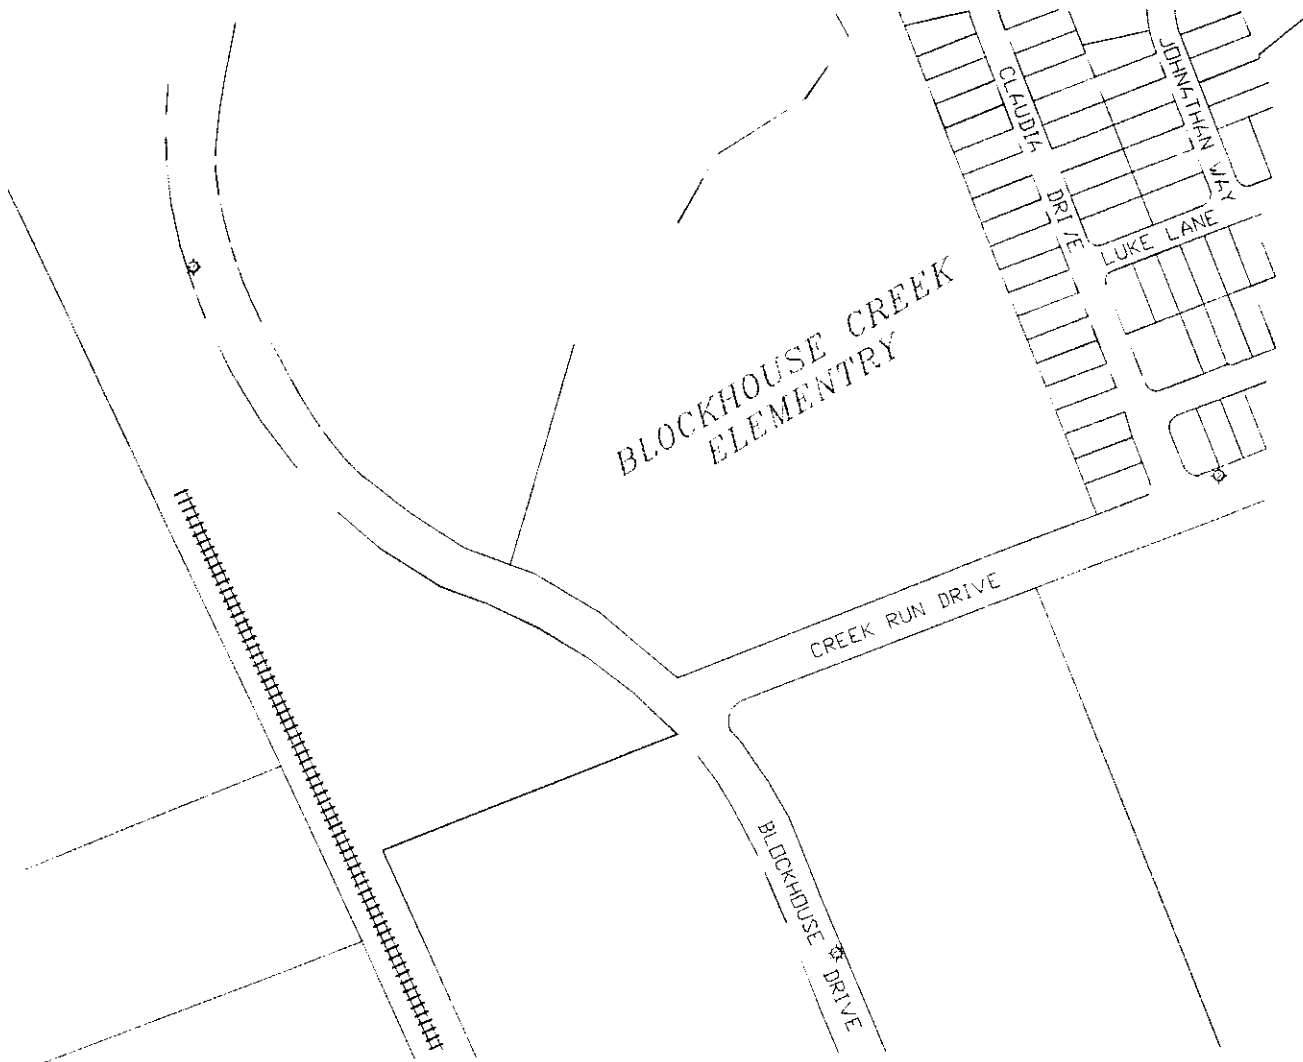 CLAUDIA DRIVE
JOHNATHAN WAY
LUKE LANE
BLOCKHOUSE CREEK
ELEMENTRY
CREEK RUN DRIVE
BLOCKHOUSE DRIVE